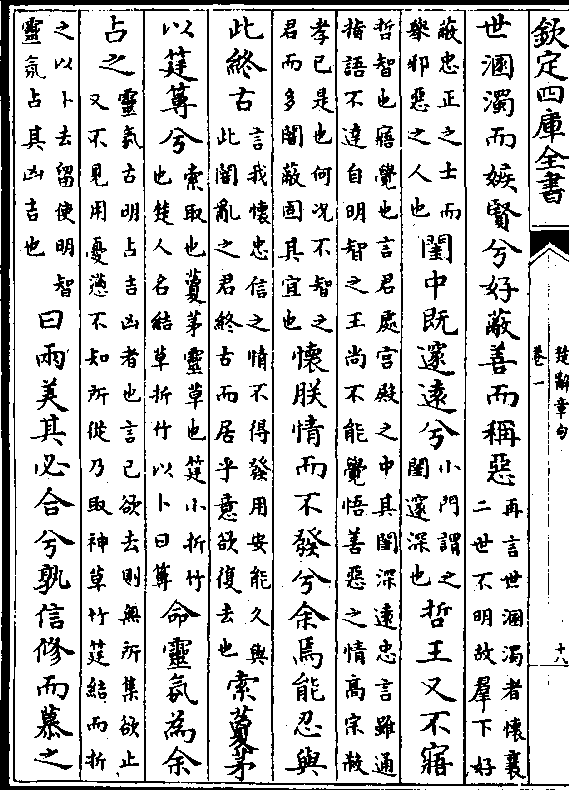 欽定四庫全書
楚辭章句
卷一
十八
世溷濁而嫉賢兮好蔽善而稱惡
再言世溷濁者懷襄
二世不明故羣下好
蔽忠正之士而
舉邪惡之人也
閨中既邃遠兮
小門謂之
閨邃深也
哲王又不寤
哲智也寤覺也言君處宫殿之中其閨深遠忠言雖通
指語不達自明智之王尚不能覺悟善惡之情高宗殺
孝已是也何况不智之
君而多闇蔽固其宜也
懷朕情而不發兮余焉能忍與
此終古
言我懷忠信之情不得發用安能久與
此闇亂之君終古而居乎意欲復去也
索藑茅
以筳篿兮
索取也藑茅靈草也筳小折竹
也楚人名結草折竹以卜曰篿
命靈氛為余
占之
靈氛古明占吉凶者也言已欲去則無所集欲止
又不見用憂懣不知所從乃取神草竹筳結而折
之以卜去留使明智
靈氛占其凶吉也
曰兩美其必合兮孰信修而慕之